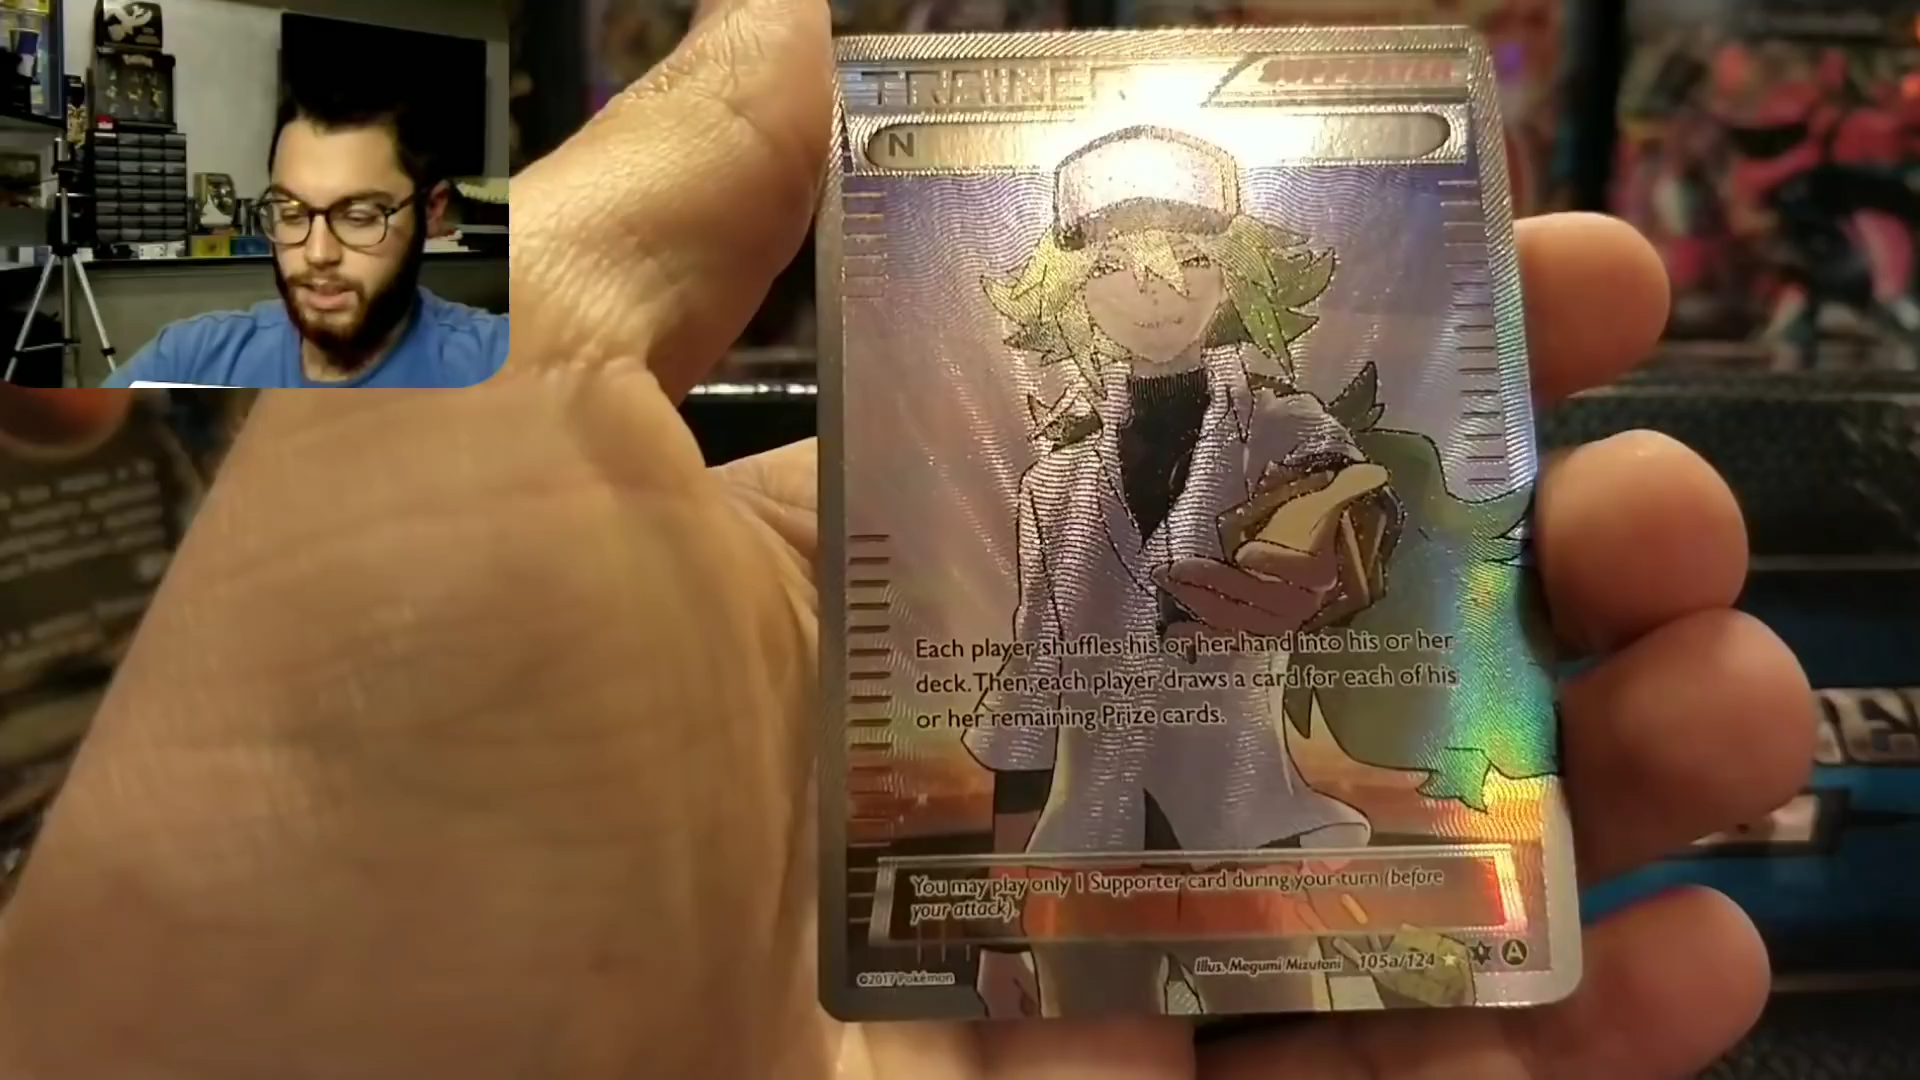 TRAINER
SUPPORTER
N
Each player shuffles his or her hand into his or her
deck. Then, each player draws a card for each of his
or her remaining Prize cards.
You may play only 1 Supporter card during your turn (before
your attack).
Illus. Megumi Mizutani 105a/124
A
©2017 Pokémon